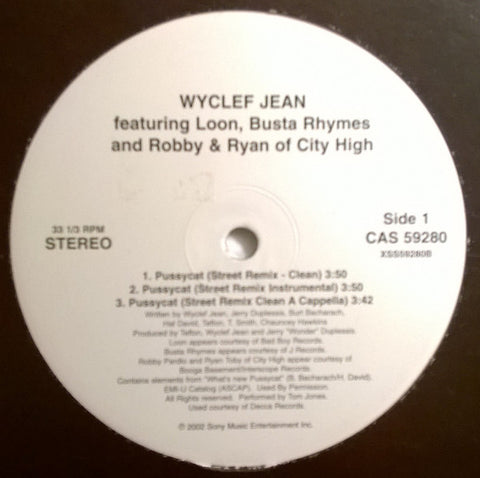 WYCLEF JEAN
featuring Loon, Busta Rhymes
and Robby & Ryan of City High
33 1/3 RPM
STEREO
Side 1
CAS 59280
XSS59280B
1. Pussycat (Street Remix - Clean) 3:50
2. Pussycat (Street Remix Instrumental) 3:50
3. Pussycat (Street Remix Clean A Cappella) 3:42
Written by Wyclef Jean, Jerry Duplessis, Burt Bacharach,
Hal David, Teflon, T. Smith, Chauncey Hawkins
Produced by Teflon, Wyclef Jean and Jerry "Wonder" Duplessis.
Loon appears courtesy of Bad Boy Records.
Busta Rhymes appears courtesy of J Records.
Robby Pardlo and Ryan Toby of City High appear courtesy of
Booga Basement/Interscope Records.
Contains elements from "What's new Pussycat" (B. Bacharach/H. David).
EMI-U Catalog (ASCAP). Used By Permission.
All Rights reserved. Performed by Tom Jones.
Used courtesy of Decca Records.
℗ 2002 Sony Music Entertainment Inc.